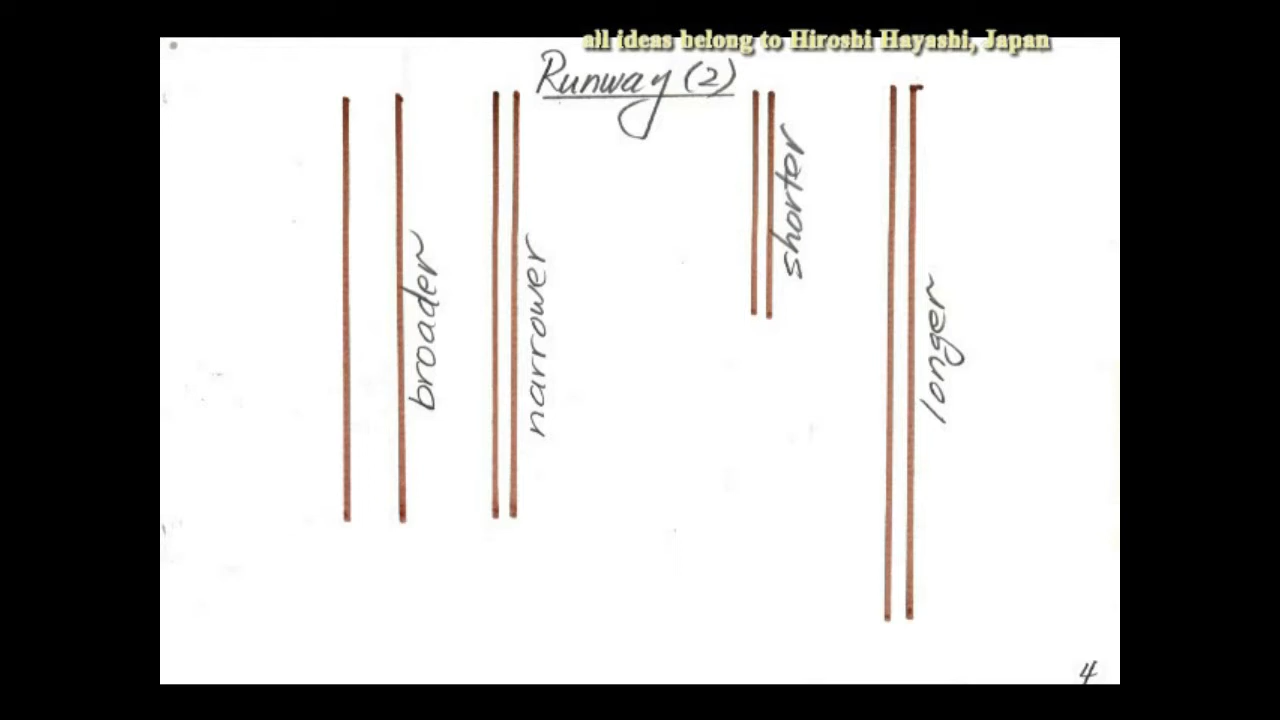 all ideas belong to Hiroshi Hayashi, Japan
Runway (2)
broader
narrower
shorter
longer
4